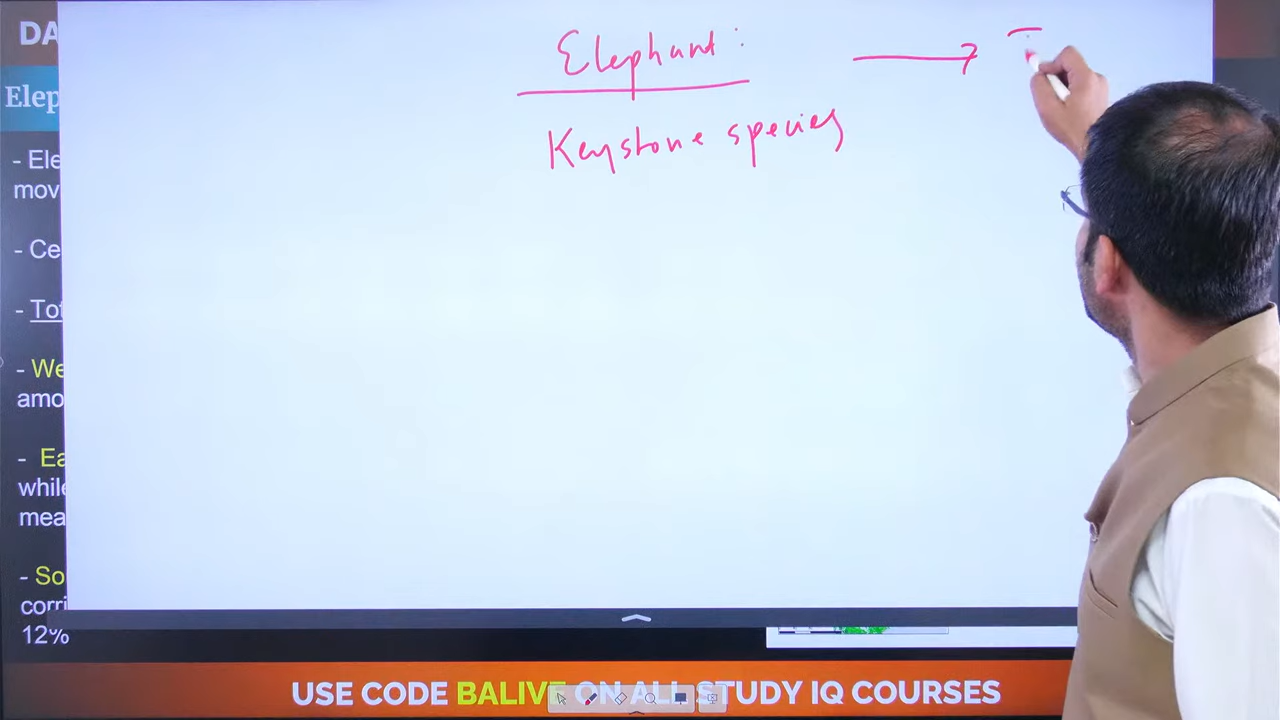 DA
Elep
- Ele
mov
- Ce
- Tot
- We
amo
- Ea
while
mea
- So
corri
12%
Elephant :
Keystone species
USE CODE BALIVE ON ALL STUDY IQ COURSES